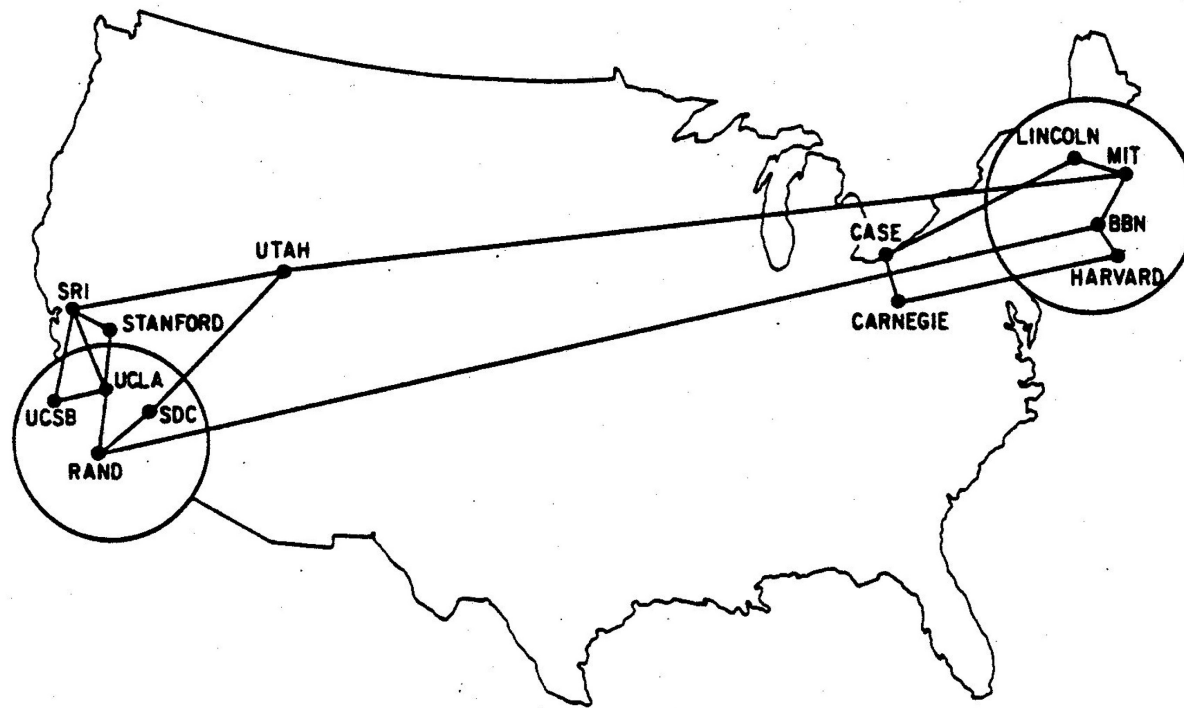 LINCOLN
MIT
BBN
CASE
HARVARD
UTAH
SRI
STANFORD
CARNEGIE
UCLA
UCSB
SDC
RAND